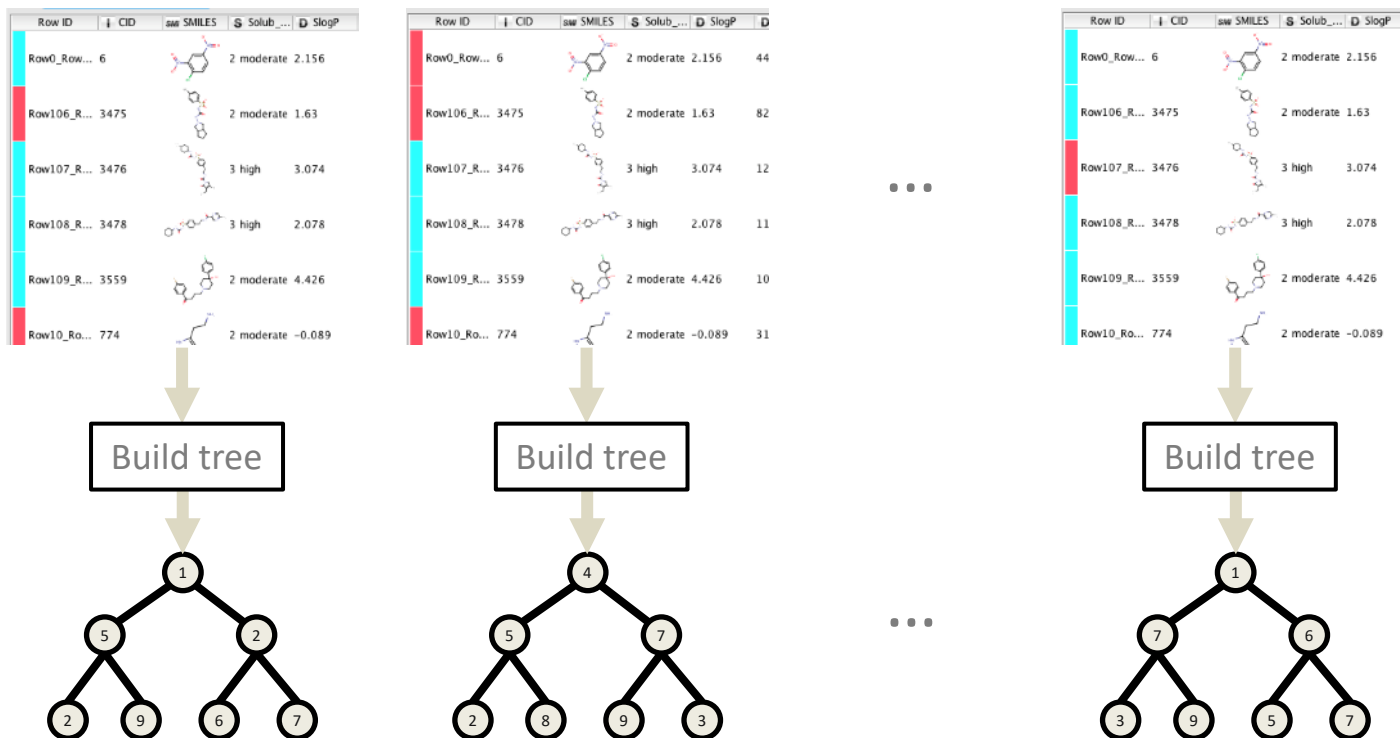 Row ID CID SMILES Solub_... D SlogP
Row0_Row... 6 2 moderate 2.156
Row106_R... 3475 2 moderate 1.63
Row107_R... 3476 3 high 3.074
Row108_R... 3478 3 high 2.078
Row109_R... 3559 2 moderate 4.426
Row10_Ro... 774 2 moderate -0.089
Row ID CID SMILES S Solub_... D SlogP D
Row0_Row... 6 2 moderate 2.156 44
Row106_R... 3475 2 moderate 1.63 82
Row107_R... 3476 3 high 3.074 12
Row108_R... 3478 3 high 2.078 11
Row109_R... 3559 2 moderate 4.426 10
Row10_Ro... 774 2 moderate -0.089 31
...
Row ID CID SMILES S Solub_... D SlogP
Row0_Row... 6 2 moderate 2.156
Row106_R... 3475 2 moderate 1.63
Row107_R... 3476 3 high 3.074
Row108_R... 3478 3 high 2.078
Row109_R... 3559 2 moderate 4.426
Row10_Ro... 774 2 moderate -0.089
Build tree
Build tree
Build tree
1
5 2
2 9 6 7
4
5 7
2 8 9 3
...
1
7 6
3 9 5 7